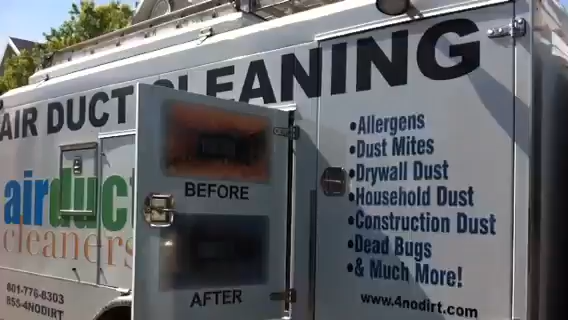 AIR DUCT CLEANING
airduct
cleaners
801-776-8303
855-4NODIRT
BEFORE
AFTER
•Allergens
•Dust Mites
•Drywall Dust
•Household Dust
•Construction Dust
•Dead Bugs
•& Much More!
www.4nodirt.com